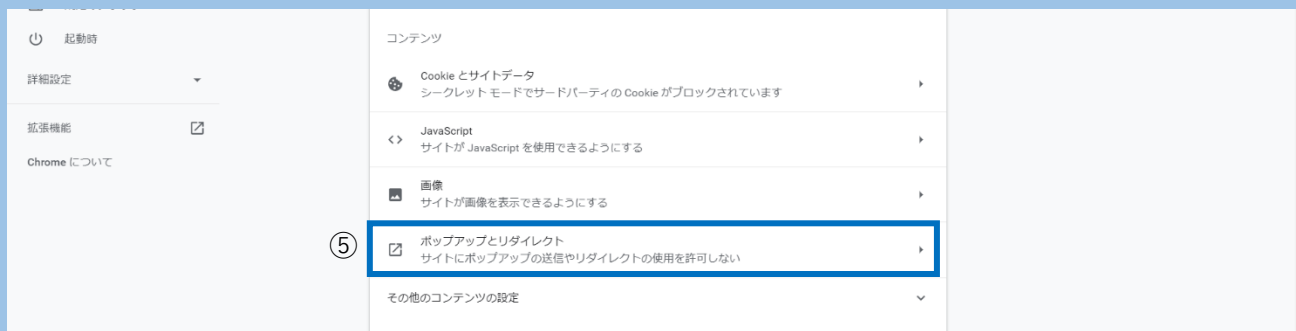 起動時
詳細設定
拡張機能
Chrome について
コンテンツ
Cookie とサイトデータ
シークレット モードでサードパーティの Cookie がブロックされています
JavaScript
サイトが JavaScript を使用できるようにする
画像
サイトが画像を表示できるようにする
⑤
ポップアップとリダイレクト
サイトにポップアップの送信やリダイレクトの使用を許可しない
その他のコンテンツの設定